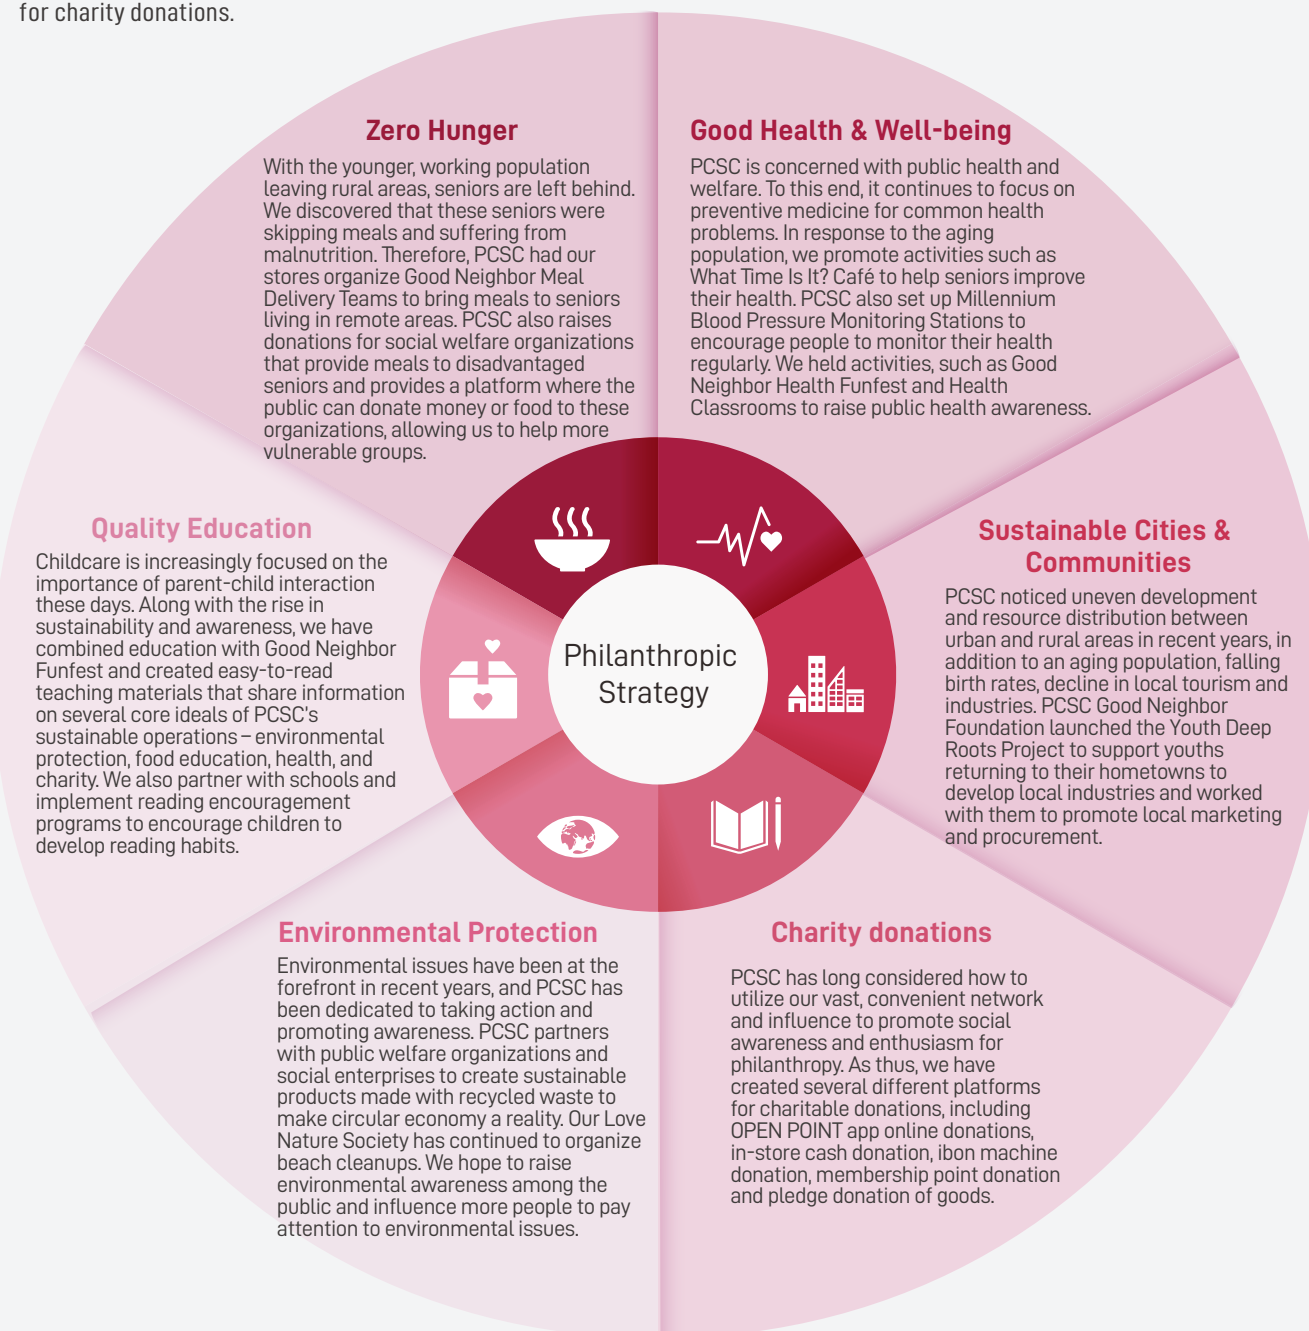 for charity donations.
Zero Hunger
With the younger, working population
leaving rural areas, seniors are left behind.
We discovered that these seniors were
skipping meals and suffering from
malnutrition. Therefore, PCSC had our
stores organize Good Neighbor Meal
Delivery Teams to bring meals to seniors
living in remote areas. PCSC also raises
donations for social welfare organizations
that provide meals to disadvantaged
seniors and provides a platform where the
public can donate money or food to these
organizations, allowing us to help more
vulnerable groups.
Good Health & Well-being
PCSC is concerned with public health and
welfare. To this end, it continues to focus on
preventive medicine for common health
problems. In response to the aging
population, we promote activities such as
What Time Is It? Café to help seniors improve
their health. PCSC also set up Millennium
Blood Pressure Monitoring Stations to
encourage people to monitor their health
regularly. We held activities, such as Good
Neighbor Health Funfest and Health
Classrooms to raise public health awareness.
Quality Education
Childcare is increasingly focused on the
importance of parent-child interaction
these days. Along with the rise in
sustainability and awareness, we have
combined education with Good Neighbor
Funfest and created easy-to-read
teaching materials that share information
on several core ideals of PCSC's
sustainable operations – environmental
protection, food education, health, and
charity. We also partner with schools and
implement reading encouragement
programs to encourage children to
develop reading habits.
Philanthropic
Strategy
Sustainable Cities &
Communities
PCSC noticed uneven development
and resource distribution between
urban and rural areas in recent years, in
addition to an aging population, falling
birth rates, decline in local tourism and
industries. PCSC Good Neighbor
Foundation launched the Youth Deep
Roots Project to support youths
returning to their hometowns to
develop local industries and worked
with them to promote local marketing
and procurement.
Environmental Protection
Environmental issues have been at the
forefront in recent years, and PCSC has
been dedicated to taking action and
promoting awareness. PCSC partners
with public welfare organizations and
social enterprises to create sustainable
products made with recycled waste to
make circular economy a reality. Our Love
Nature Society has continued to organize
beach cleanups. We hope to raise
environmental awareness among the
public and influence more people to pay
attention to environmental issues.
Charity donations
PCSC has long considered how to
utilize our vast, convenient network
and influence to promote social
awareness and enthusiasm for
philanthropy. As thus, we have
created several different platforms
for charitable donations, including
OPEN POINT app online donations,
in-store cash donation, ibon machine
donation, membership point donation
and pledge donation of goods.